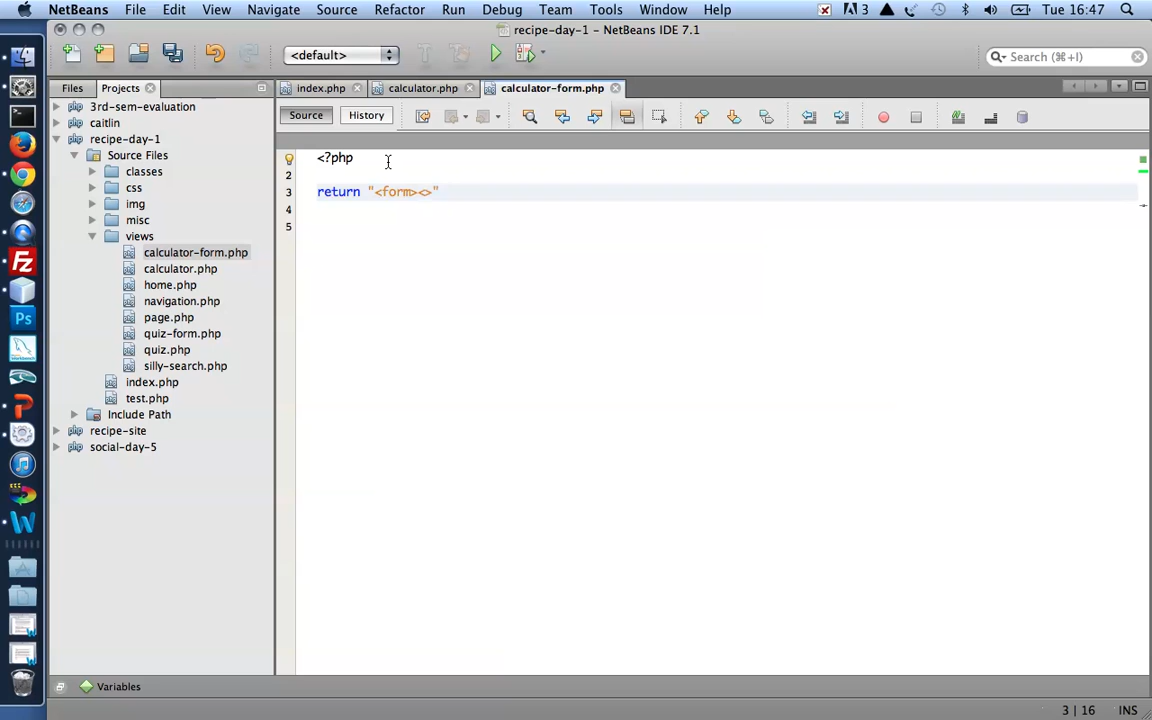 NetBeans File Edit View Navigate Source Refactor Run Debug Team Tools Window Help 3 Tue 16:47
recipe-day-1 – NetBeans IDE 7.1
<default> Search (⌘+I)
Files Projects index.php calculator.php calculator-form.php
3rd-sem-evaluation
caitlin
recipe-day-1
Source Files
classes
css
img
misc
views
calculator-form.php
calculator.php
home.php
navigation.php
page.php
quiz-form.php
quiz.php
silly-search.php
index.php
test.php
Include Path
recipe-site
social-day-5
Source History
<?php
2
3 return "<form><>"
4
5
Fz
Ps
W
Variables
3 | 16 INS